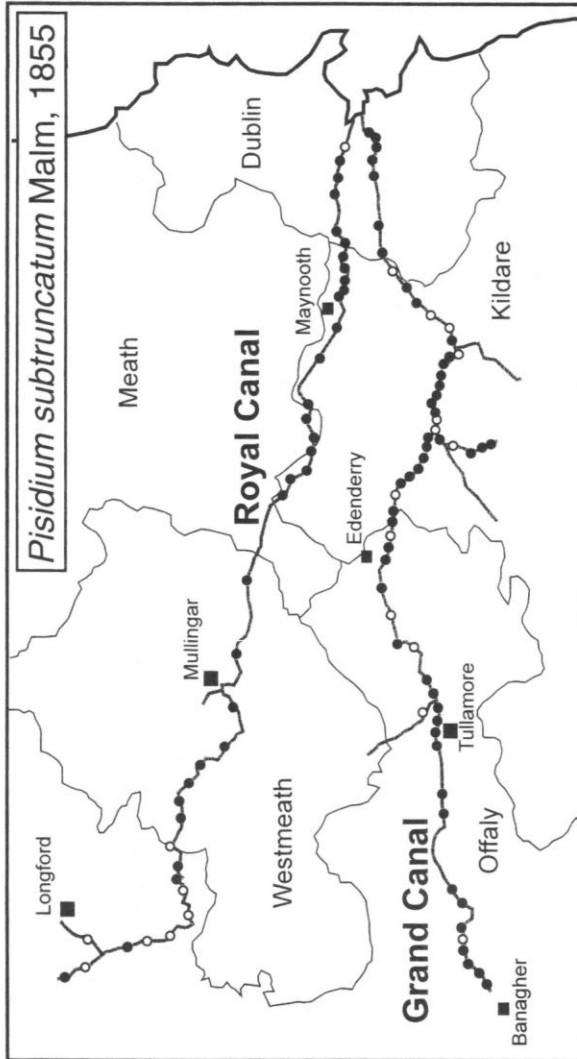 Pisidium subtruncatum Malm, 1855
Longford
Mullingar
Meath
Dublin
Maynooth
Royal Canal
Westmeath
Edenderry
Kildare
Grand Canal
Tullamore
Offaly
Banagher